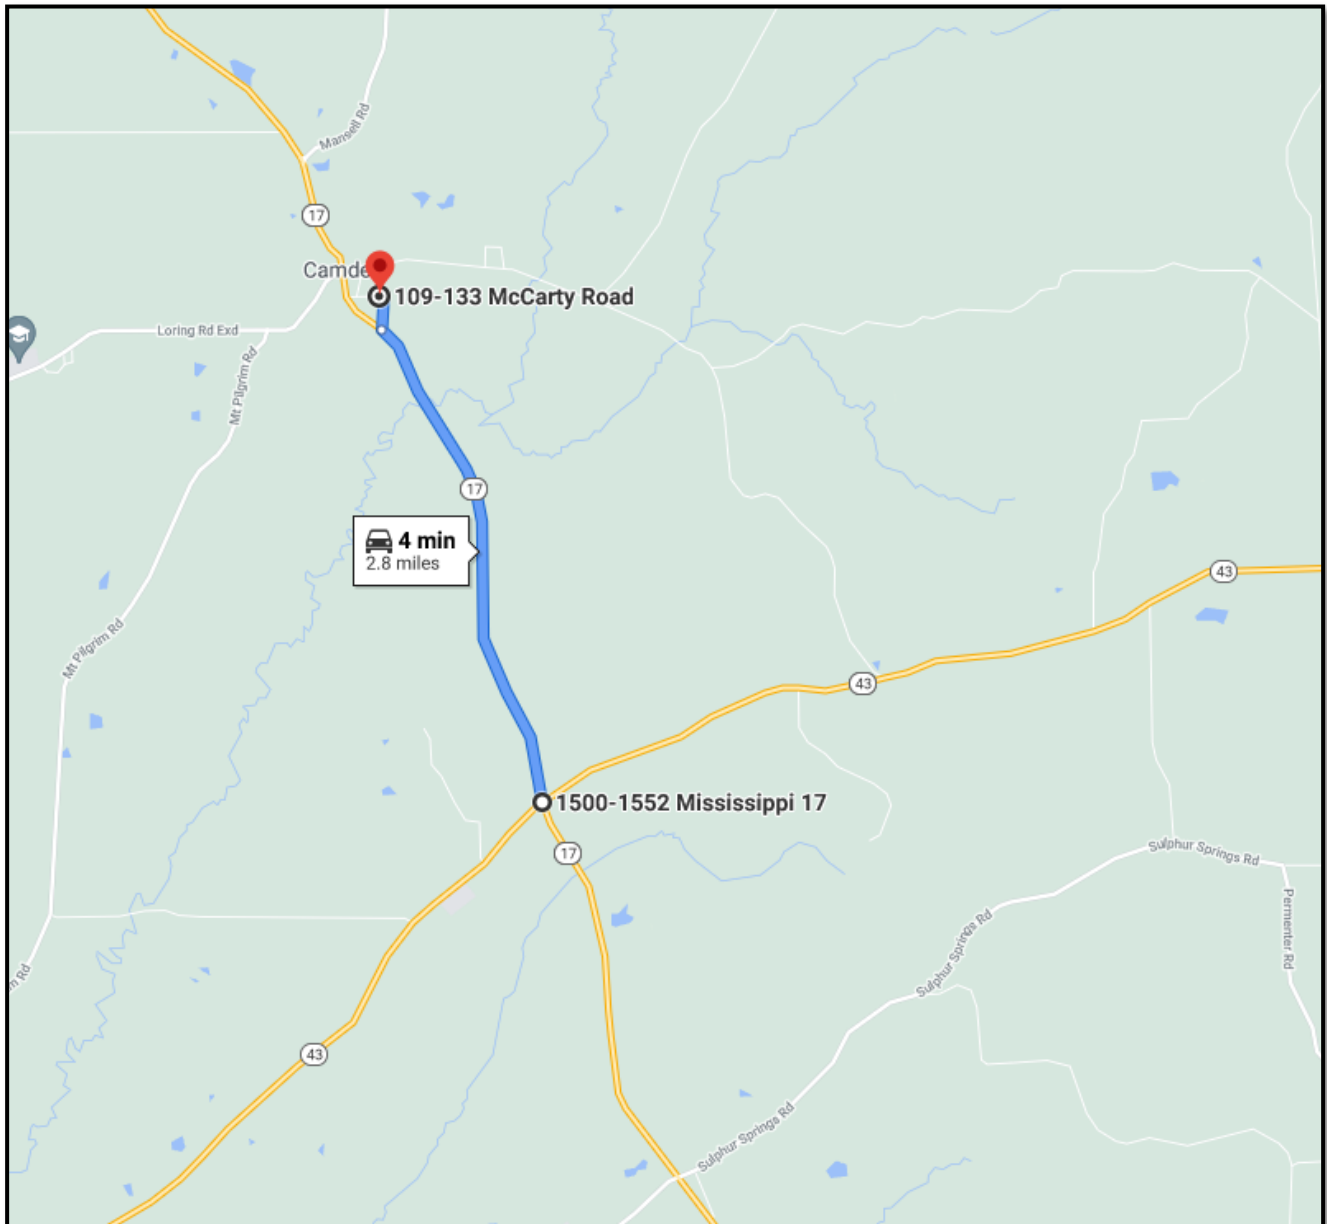 Mansell Rd
17
Camde
109-133 McCarty Road
Loring Rd Exd
Mt Pilgrim Rd
17
4 min
2.8 miles
43
Mt Pilgrim Rd
43
1500-1552 Mississippi 17
17
Sulphur Springs Rd
Permenter Rd
Sulphur Springs Rd
m Rd
43
Sulphur Springs Rd